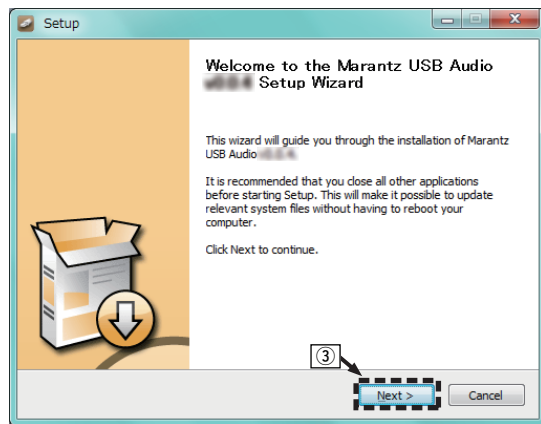 Setup
Welcome to the Marantz USB Audio
Setup Wizard
This wizard will guide you through the installation of Marantz
USB Audio
It is recommended that you close all other applications
before starting Setup. This will make it possible to update
relevant system files without having to reboot your
computer.
Click Next to continue.
③
Next >
Cancel